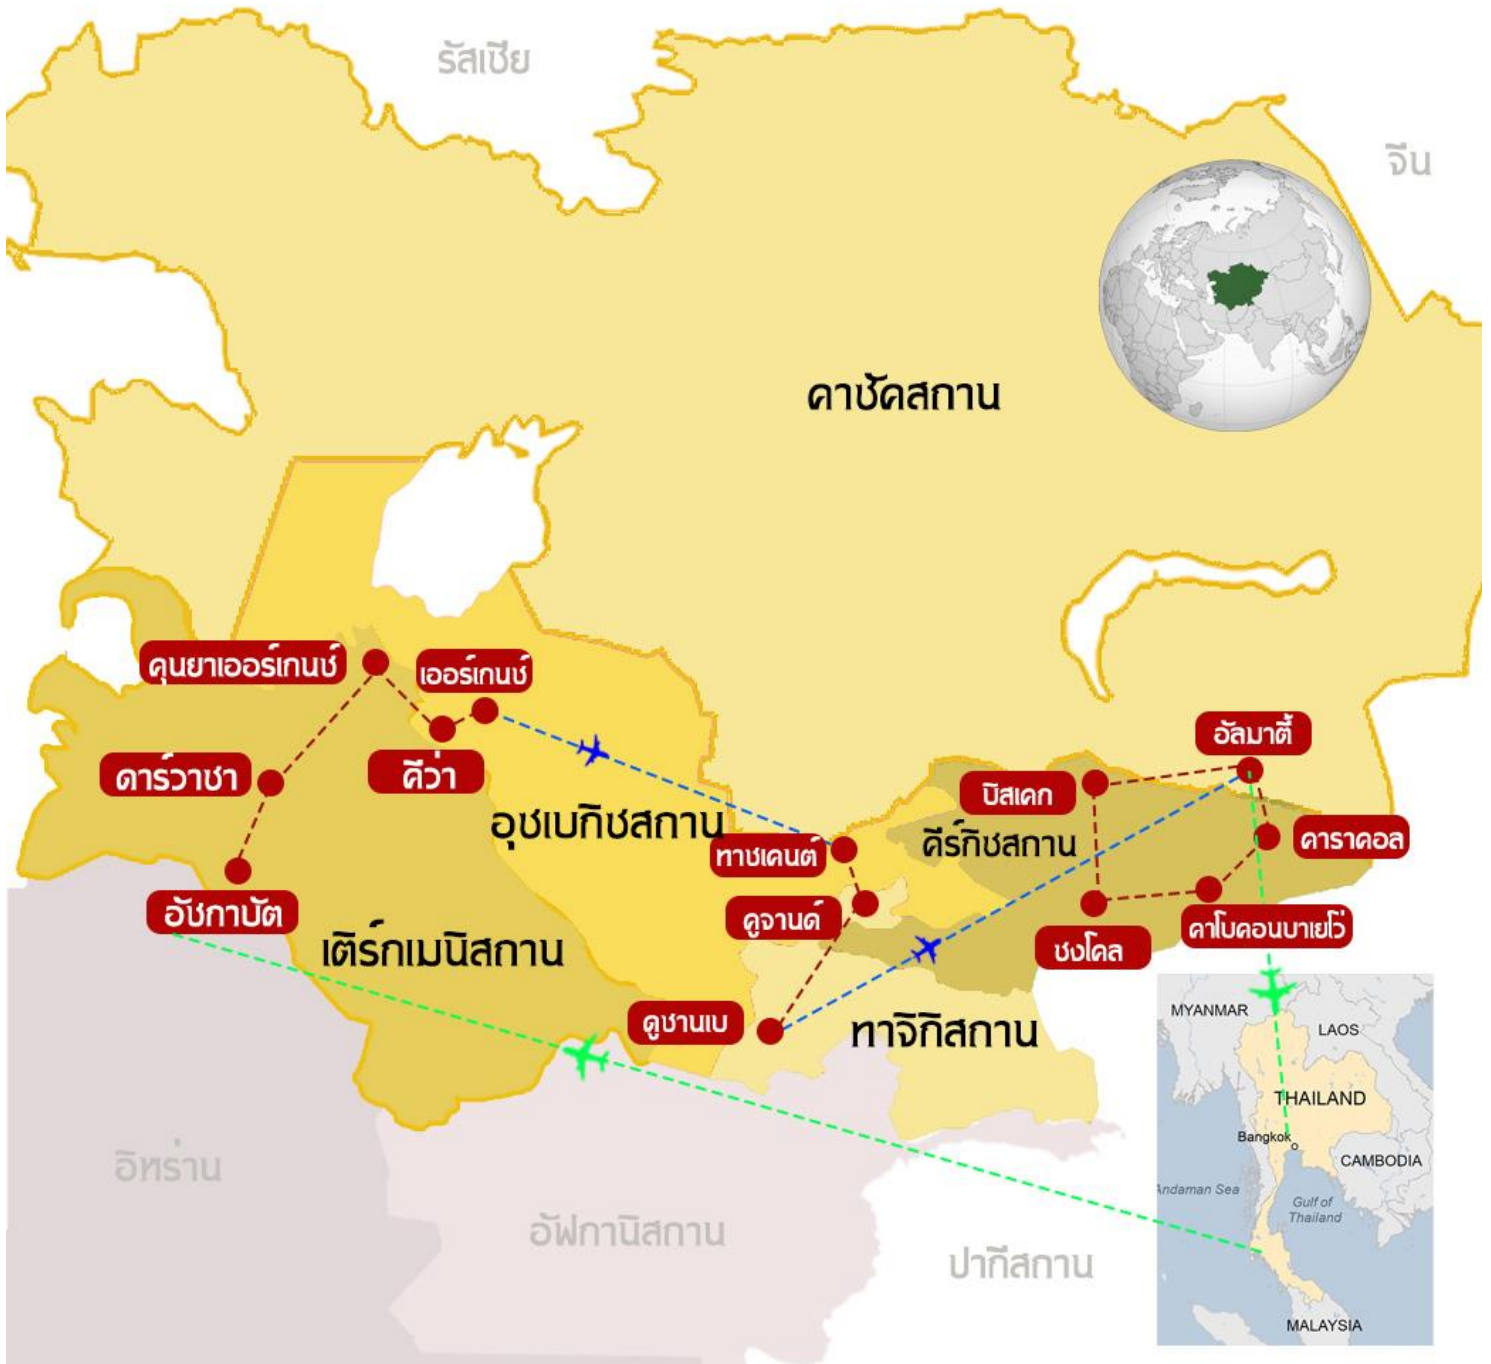 รัสเซีย
จีน
คาซัคสถาน
คุนยาเออร์เกนช์
เออร์เกนช์
อัลมาตี้
ดาร์วาซา
คีว่า
บิสเคก
อุซเบกิซสถาน
คีร์กิซสถาน
ทาชเคนต์
คาราคอล
อัชกาบัต
คูจานด์
คาโบคอนบาเยโว่
เติร์กเมนิสถาน
ซงโคล
ดูชานเบ
ทาจิกิสถาน
MYANMAR
LAOS
THAILAND
Bangkok
CAMBODIA
อิหร่าน
Andaman Sea
Gulf of
Thailand
อัฟกานิสถาน
ปากีสถาน
MALAYSIA